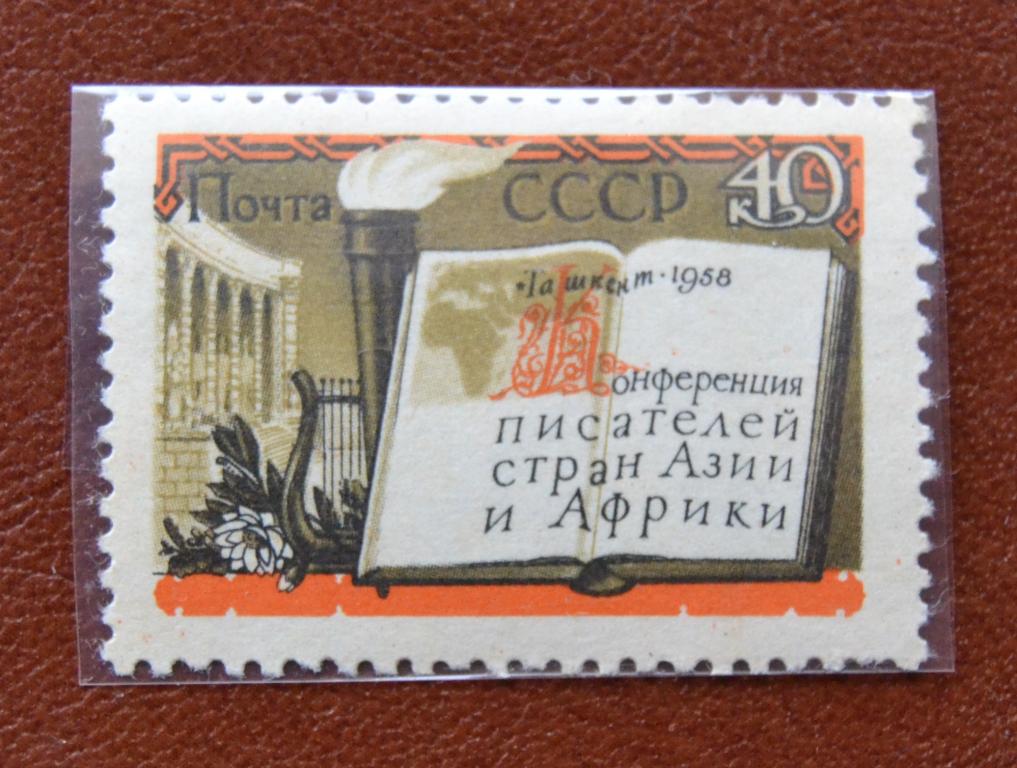 Почта СССР 40 к
Ташкент·1958
Конференция
писателей
стран Азии
и Африки